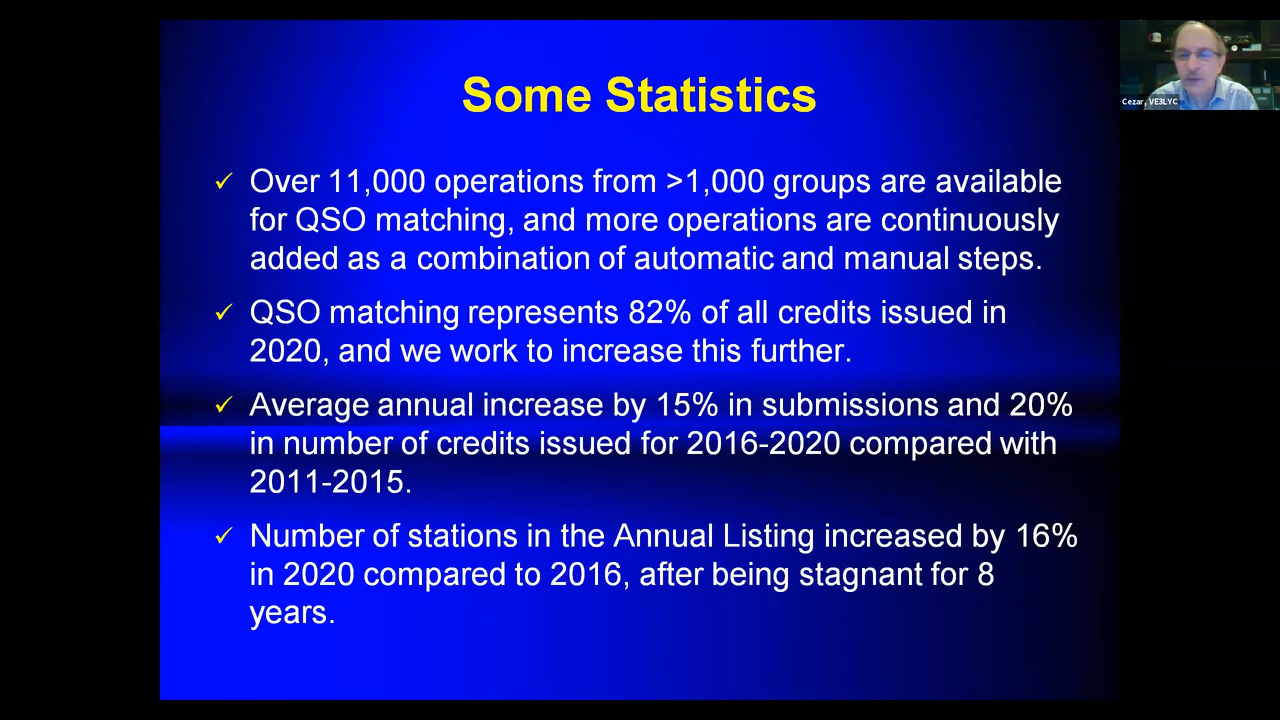 Some Statistics
Over 11,000 operations from >1,000 groups are available
for QSO matching, and more operations are continuously
added as a combination of automatic and manual steps.
QSO matching represents 82% of all credits issued in
2020, and we work to increase this further.
Average annual increase by 15% in submissions and 20%
in number of credits issued for 2016-2020 compared with
2011-2015.
Number of stations in the Annual Listing increased by 16%
in 2020 compared to 2016, after being stagnant for 8
years.
Cezar, VE3LYC